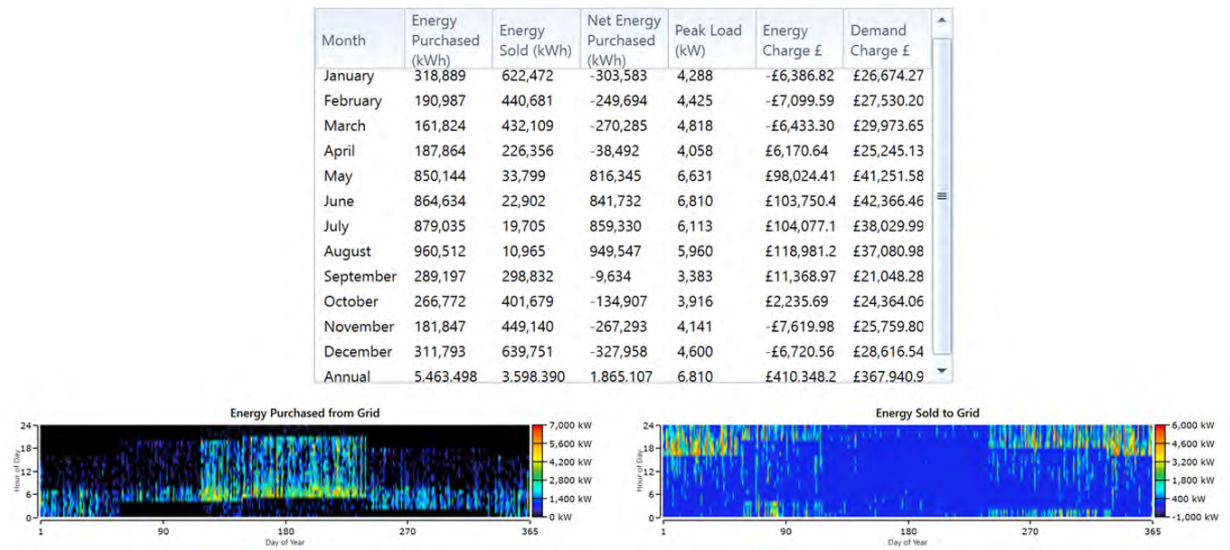 Month Energy Purchased (kWh) Energy Sold (kWh) Net Energy Purchased (kWh) Peak Load (kW) Energy Charge £ Demand Charge £
January 318,889 622,472 -303,583 4,288 -£6,386.82 £26,674.27
February 190,987 440,681 -249,694 4,425 -£7,099.59 £27,530.20
March 161,824 432,109 -270,285 4,818 -£6,433.30 £29,973.65
April 187,864 226,356 -38,492 4,058 £6,170.64 £25,245.13
May 850,144 33,799 816,345 6,631 £98,024.41 £41,251.58
June 864,634 22,902 841,732 6,810 £103,750.4 £42,366.46
July 879,035 19,705 859,330 6,113 £104,077.1 £38,029.99
August 960,512 10,965 949,547 5,960 £118,981.2 £37,080.98
September 289,197 298,832 -9,634 3,383 £11,368.97 £21,048.28
October 266,772 401,679 -134,907 3,916 £2,235.69 £24,364.06
November 181,847 449,140 -267,293 4,141 -£7,619.98 £25,759.80
December 311,793 639,751 -327,958 4,600 -£6,720.56 £28,616.54
Annual 5,463,498 3,598,390 1,865,107 6,810 £410,348.2 £367,940.9
Energy Purchased from Grid
Hour of Day
24
18
12
6
0
1 90 180 270 365
Day of Year
7,000 kW
5,600 kW
4,200 kW
2,800 kW
1,400 kW
0 kW
Energy Sold to Grid
Hour of Day
24
18
12
6
0
1 90 180 270 365
Day of Year
6,000 kW
4,600 kW
3,200 kW
1,800 kW
400 kW
-1,000 kW